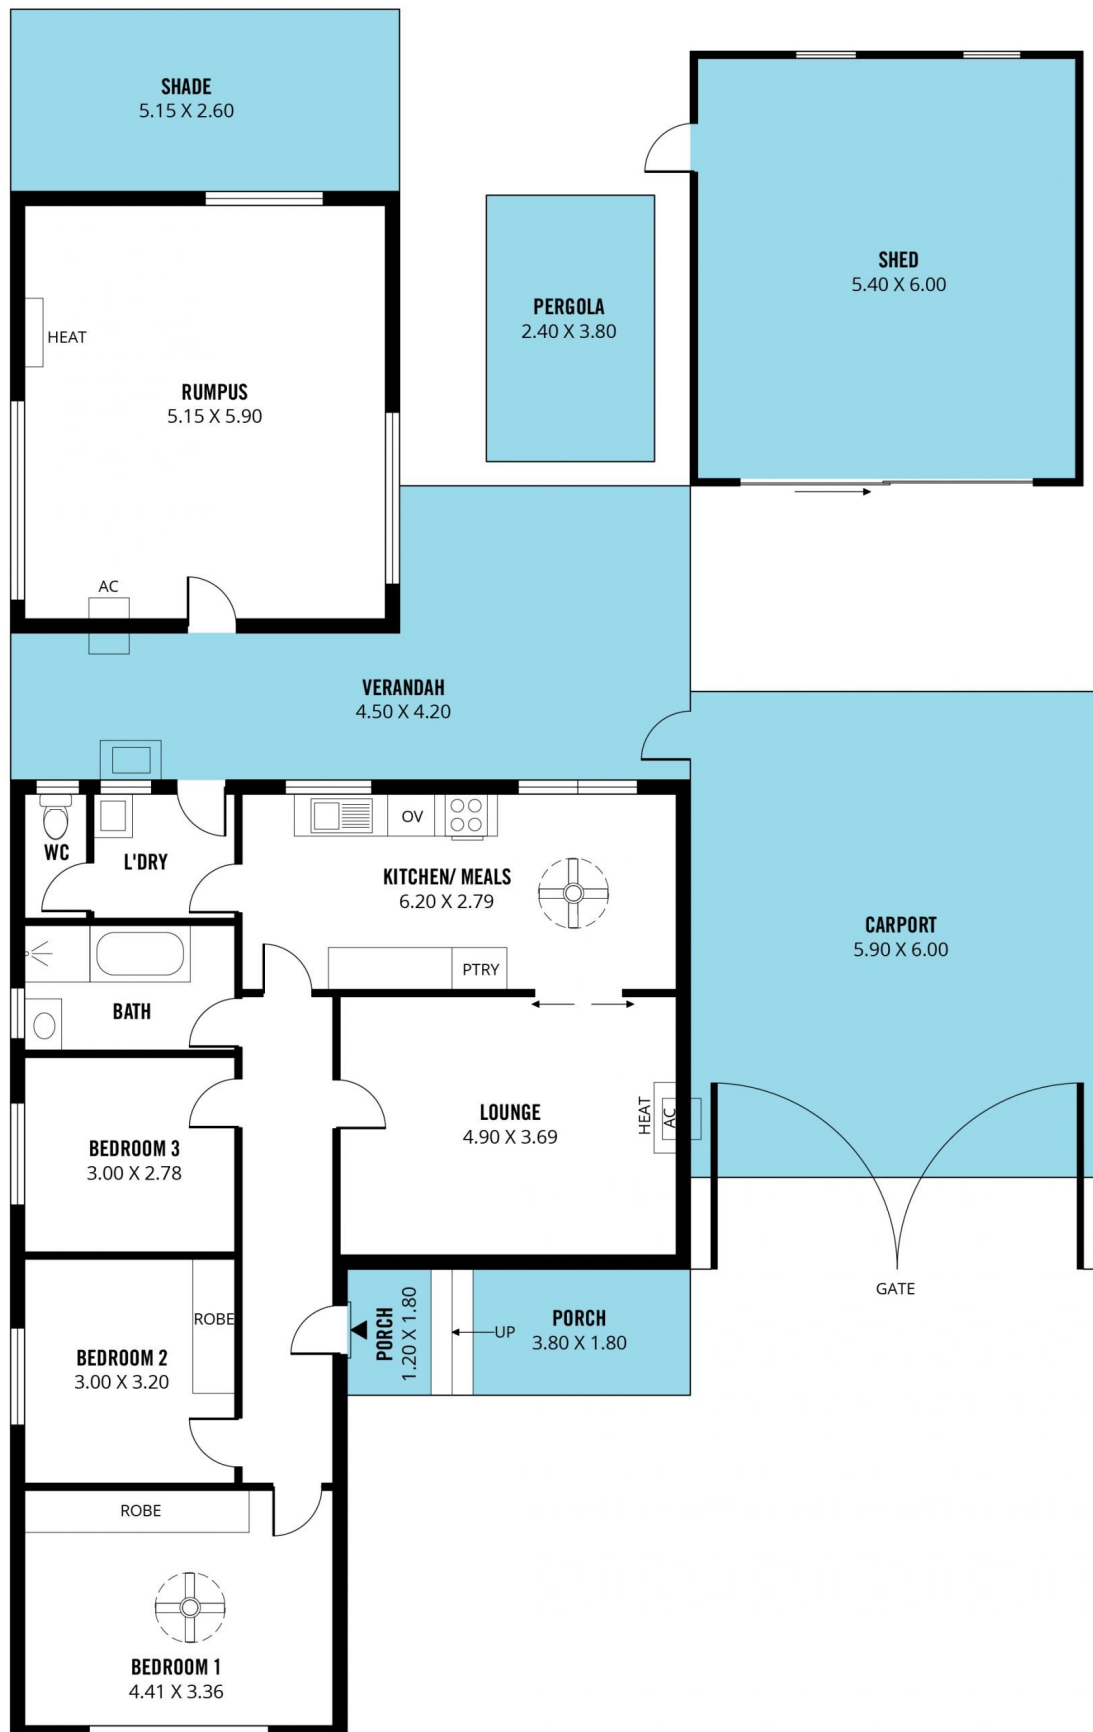 SHADE
5.15 X 2.60
SHED
5.40 X 6.00
PERGOLA
2.40 X 3.80
HEAT
RUMPUS
5.15 X 5.90
AC
VERANDAH
4.50 X 4.20
WC
L'DRY
OV
KITCHEN/ MEALS
6.20 X 2.79
PTRY
CARPORT
5.90 X 6.00
BATH
LOUNGE
4.90 X 3.69
HEAT
AC
BEDROOM 3
3.00 X 2.78
GATE
ROBE
BEDROOM 2
3.00 X 3.20
PORCH
1.20 X 1.80
UP
PORCH
3.80 X 1.80
ROBE
BEDROOM 1
4.41 X 3.36